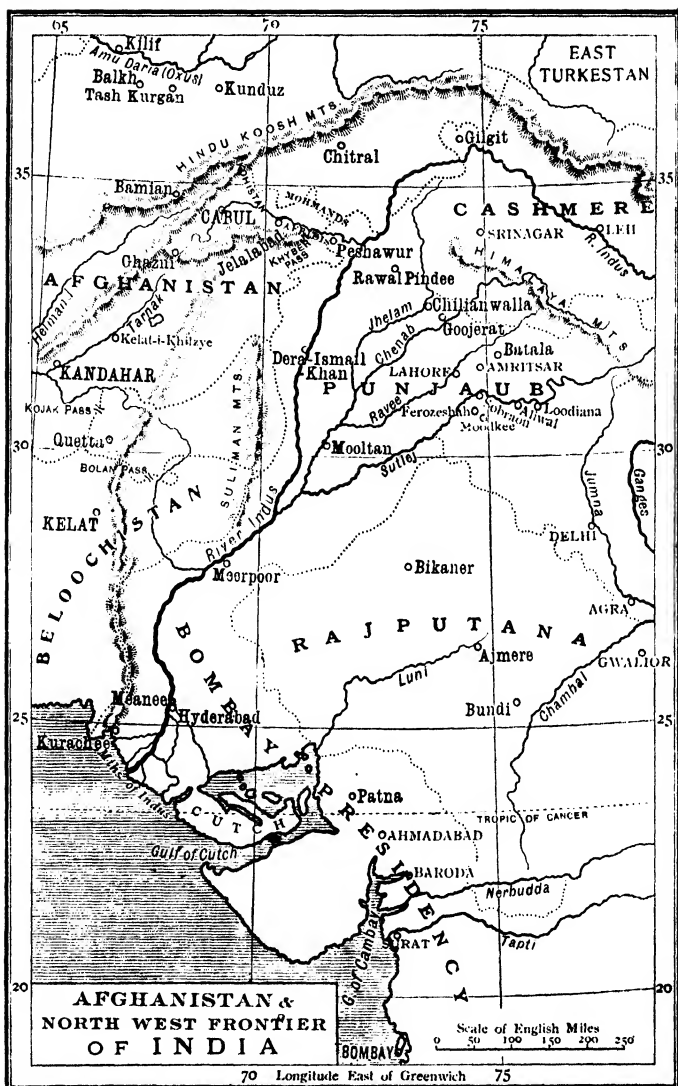 65
70
75
Kilif
Amu Daria (Oxus)
Balkh
Tash Kurgan
Kunduz
EAST
TURKESTAN
HINDU KOOSH MTS.
Gilgit
Chitral
35
35
Bamian
MOHMANDS
CABUL
CASHMERE
SRINAGAR
LEH
R. Indus
Ghazni
Jelalabad
KHYBER
PASS
Peshawur
Rawal Pindee
HIMALAYA MTS
AFGHANISTAN
Helman
Tarnak
Kelat-i-Khilzye
Jhelam
Chilianwalla
Chenab
Goojerat
Dera-Ismail
Khan
Butala
AMRITSAR
LAHORE
KANDAHAR
PUNJAUB
KOJAK PASS
Ravee
Ferozeshah
Sobraon
Aliwal
Loodiana
Moodkee
SULIMAN MTS.
Quetta
30
Mooltan
Sutlej
30
BOLAN PASS
Jumna
Ganges
KELAT
BELOOCHISTAN
River Indus
DELHI
Meerpoor
Bikaner
RAJPUTANA
AGRA
Ajmere
GWALIOR
Luni
Chambal
Bundi
Meanee
25
Hyderabad
25
Kurachee
Mths of Indus
BOMBAY PRESIDENCY
CUTCH
Patna
TROPIC OF CANCER
AHMADABAD
Gulf of Cutch
BARODA
Nerbudda
Tapti
SURAT
G. of Cambay
20
20
AFGHANISTAN &
NORTH WEST FRONTIER
OF INDIA
BOMBAY
Scale of English Miles
0 50 100 150 200 250
70
Longitude East of Greenwich
75